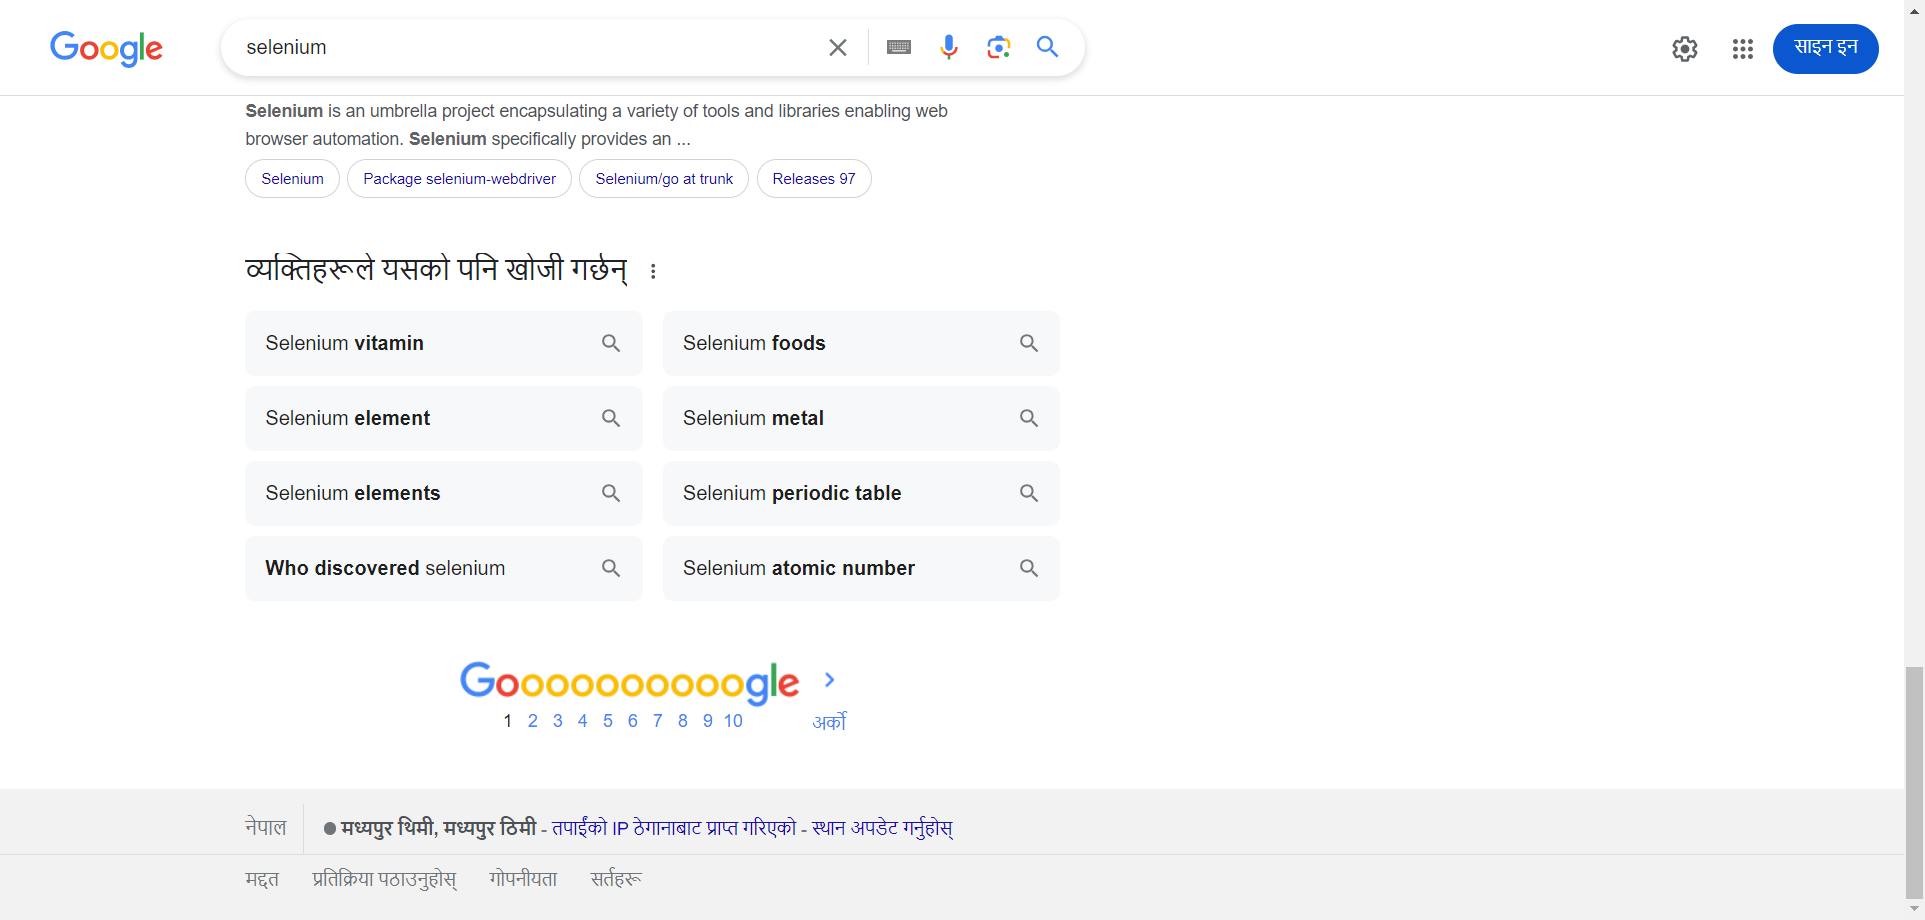 Google
selenium
साइन इन
Selenium is an umbrella project encapsulating a variety of tools and libraries enabling web
browser automation. Selenium specifically provides an ...
Selenium
Package selenium-webdriver
Selenium/go at trunk
Releases 97
व्यक्तिहरूले यसको पनि खोजी गर्छन्
Selenium vitamin
Selenium foods
Selenium element
Selenium metal
Selenium elements
Selenium periodic table
Who discovered selenium
Selenium atomic number
Goooooooooogle
1 2 3 4 5 6 7 8 9 10 अर्को
नेपाल
मध्यपुर थिमी, मध्यपुर ठिमी - तपाईंको IP ठेगानाबाट प्राप्त गरिएको - स्थान अपडेट गर्नुहोस्
मद्दत प्रतिक्रिया पठाउनुहोस् गोपनीयता सर्तहरू